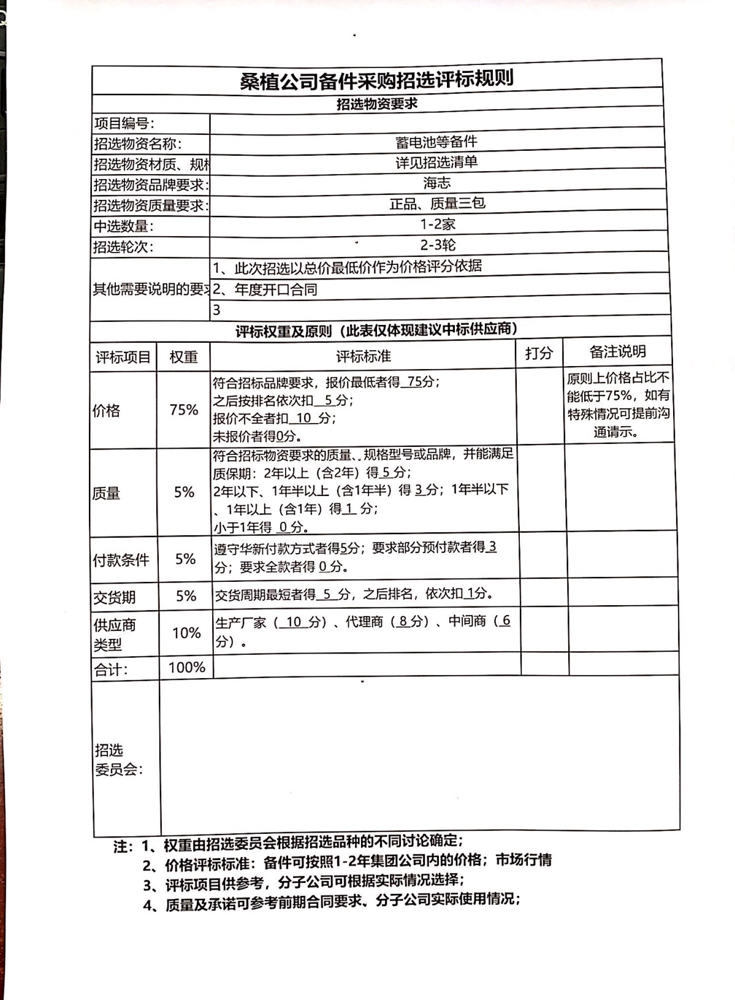 桑植公司备件采购招选评标规则
招选物资要求
项目编号：
招选物资名称： 蓄电池等备件
招选物资材质、规格 详见招选清单
招选物资品牌要求： 海志
招选物资质量要求： 正品、质量三包
中选数量： 1-2家
招选轮次： 2-3轮
其他需要说明的要求
1、此次招选以总价最低价作为价格评分依据
2、年度开口合同
3
评标权重及原则（此表仅体现建议中标供应商）
评标项目 权重 评标标准 打分 备注说明
价格 75%
符合招标品牌要求，报价最低者得 75分；
之后按排名依次扣 5 分；
报价不全者扣 10 分；
未报价者得0分。
原则上价格占比不
能低于75%，如有
特殊情况可提前沟
通请示。
质量 5%
符合招标物资要求的质量、规格型号或品牌，并能满足
质保期：2年以上（含2年）得 5 分；
2年以下、1年半以上（含1年半）得 3 分；1年半以下
、1年以上（含1年）得 1 分；
小于1年得 0 分。
付款条件 5%
遵守华新付款方式者得5分；要求部分预付款者得 3
分；要求全款者得 0 分。
交货期 5% 交货周期最短者得 5 分，之后排名，依次扣 1分。
供应商
类型
10%
生产厂家（ 10 分）、代理商（ 8 分）、中间商（ 6
分）。
合计： 100%
招选
委员会：
注：1、权重由招选委员会根据招选品种的不同讨论确定；
2、价格评标标准：备件可按照1-2年集团公司内的价格；市场行情
3、评标项目供参考，分子公司可根据实际情况选择；
4、质量及承诺可参考前期合同要求、分子公司实际使用情况；